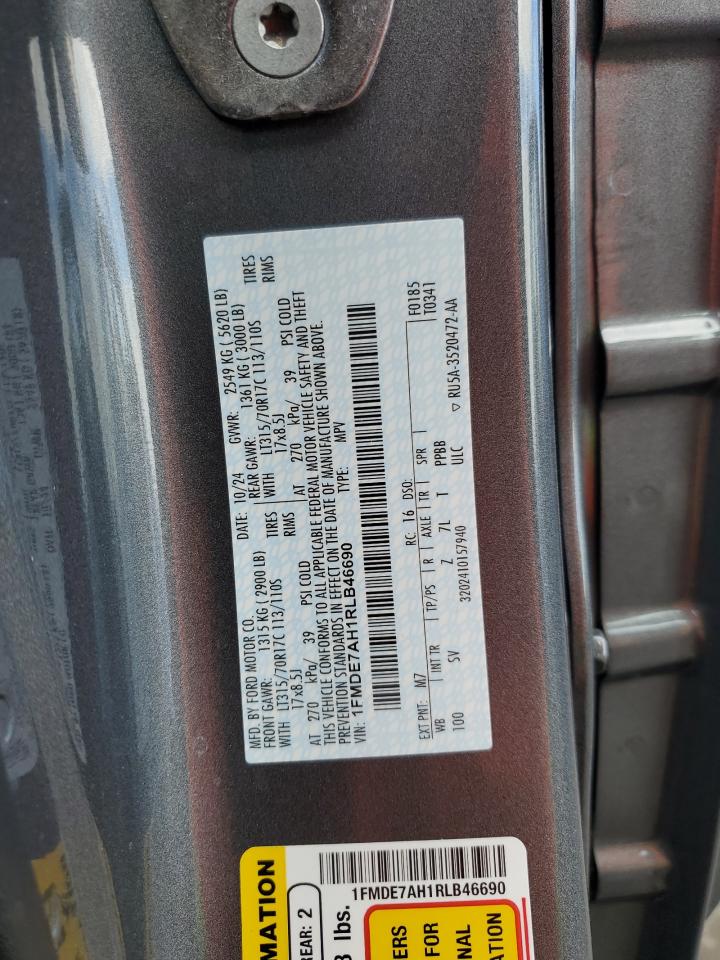 MFD. BY FORD MOTOR CO.
DATE: 10/24 GVWR: 2549 KG ( 5620 LB)
FRONT GAWR: 1315 KG ( 2900 LB) REAR GAWR: 1361 KG ( 3000 LB)
WITH LT315/70R17C 113/110S TIRES WITH LT315/70R17C 113/110S TIRES
17x8.5J RIMS 17x8.5J RIMS
AT 270 kPa/ 39 PSI COLD AT 270 kPa/ 39 PSI COLD
THIS VEHICLE CONFORMS TO ALL APPLICABLE FEDERAL MOTOR VEHICLE SAFETY AND THEFT
PREVENTION STANDARDS IN EFFECT ON THE DATE OF MANUFACTURE SHOWN ABOVE.
VIN: 1FMDE7AH1RLB46690 TYPE: MPV
F0185
EXT PNT: M7 RC: 16 DSO: T0341
WB INT TR TP/PS R AXLE TR SPR
100 SV Z 7L T PPBB
3202410157940 ULC ▽ RU5A-3520472-AA
1FMDE7AH1RLB46690
REAR: 2
lbs.